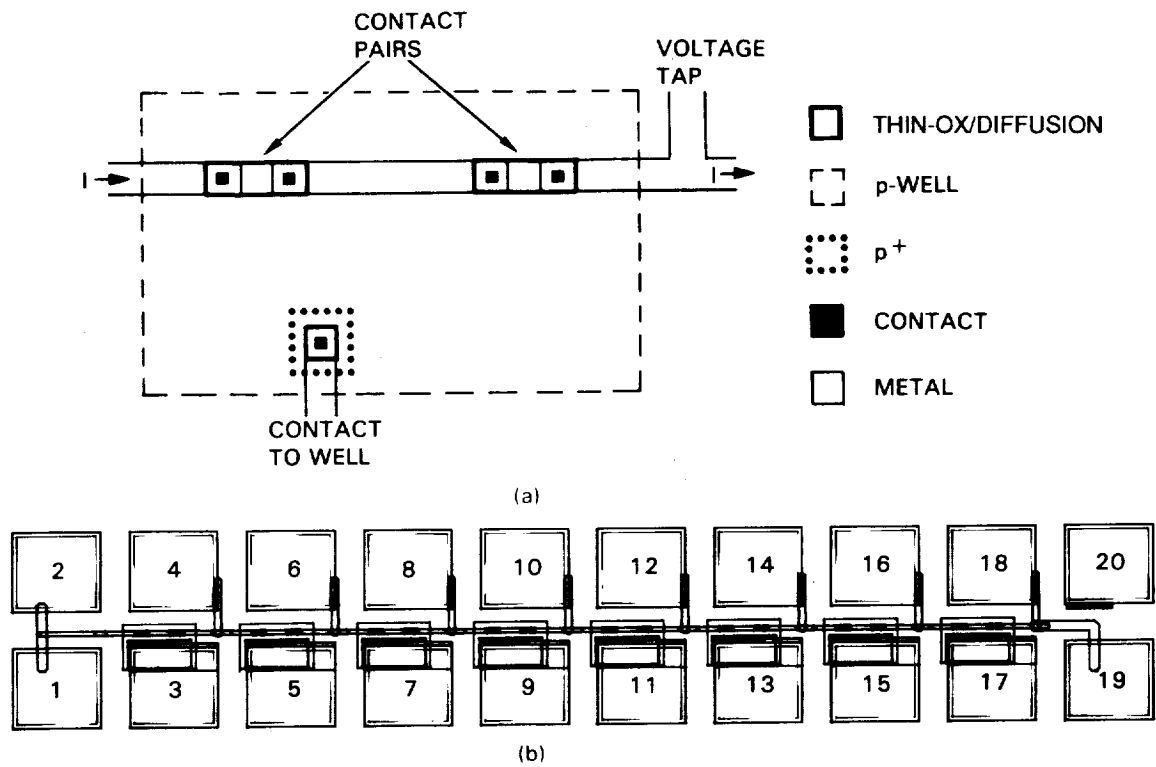 CONTACT
PAIRS
VOLTAGE
TAP
I
I
THIN-OX/DIFFUSION
p-WELL
p+
CONTACT
METAL
CONTACT
TO WELL
(a)
2 4 6 8 10 12 14 16 18 20
1 3 5 7 9 11 13 15 17 19
(b)